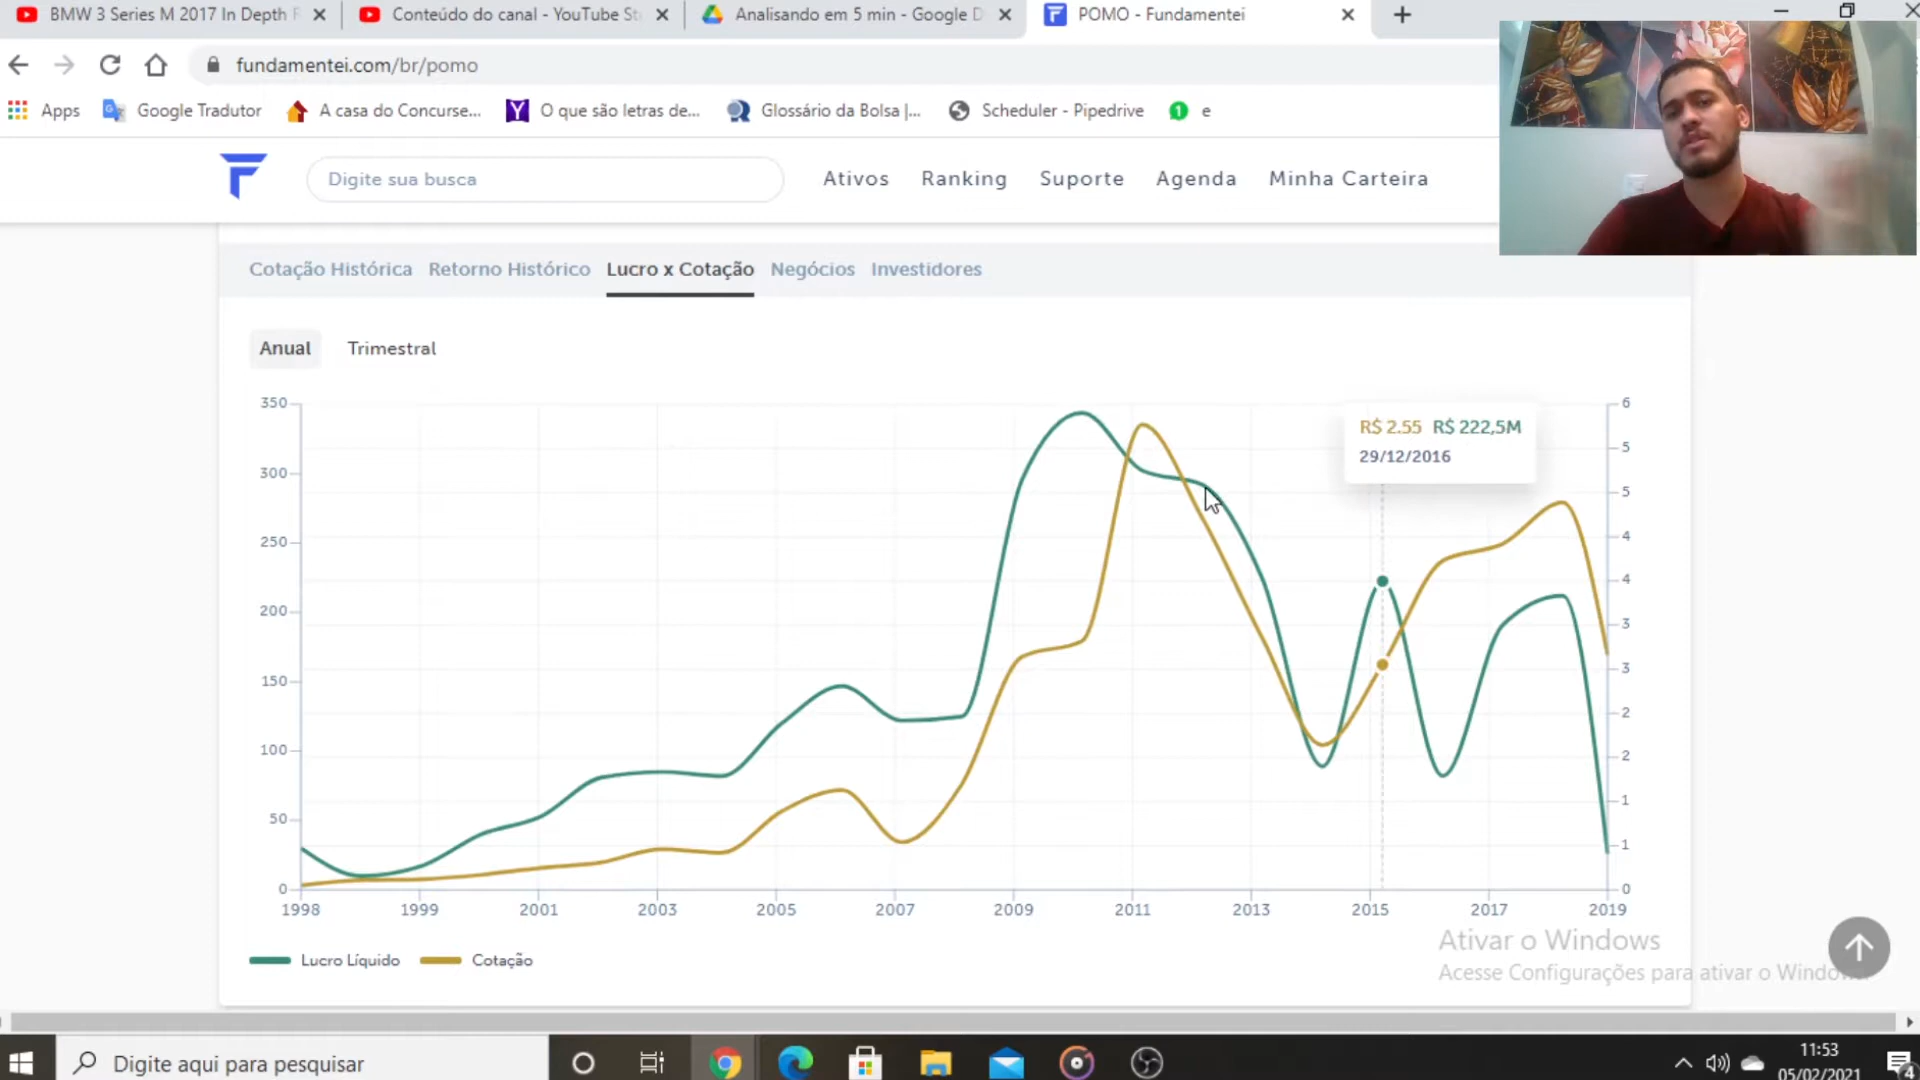 BMW 3 Series M 2017 In Depth
Conteúdo do canal - YouTube St
Analisando em 5 min - Google D
POMO - Fundamentei
fundamentei.com/br/pomo
Apps
Google Tradutor
A casa do Concurse...
O que são letras de...
Glossário da Bolsa |...
Scheduler - Pipedrive
1
e
Digite sua busca
Ativos
Ranking
Suporte
Agenda
Minha Carteira
Cotação Histórica
Retorno Histórico
Lucro x Cotação
Negócios
Investidores
Anual
Trimestral
350
300
250
200
150
100
50
0
R$ 2.55 R$ 222,5M
29/12/2016
6
5
5
4
4
3
3
2
2
1
1
0
1998
1999
2001
2003
2005
2007
2009
2011
2013
2015
2017
2019
Lucro Líquido
Cotação
Ativar o Windows
Acesse Configurações para ativar o Windows
Digite aqui para pesquisar
11:53
05/02/2021
4